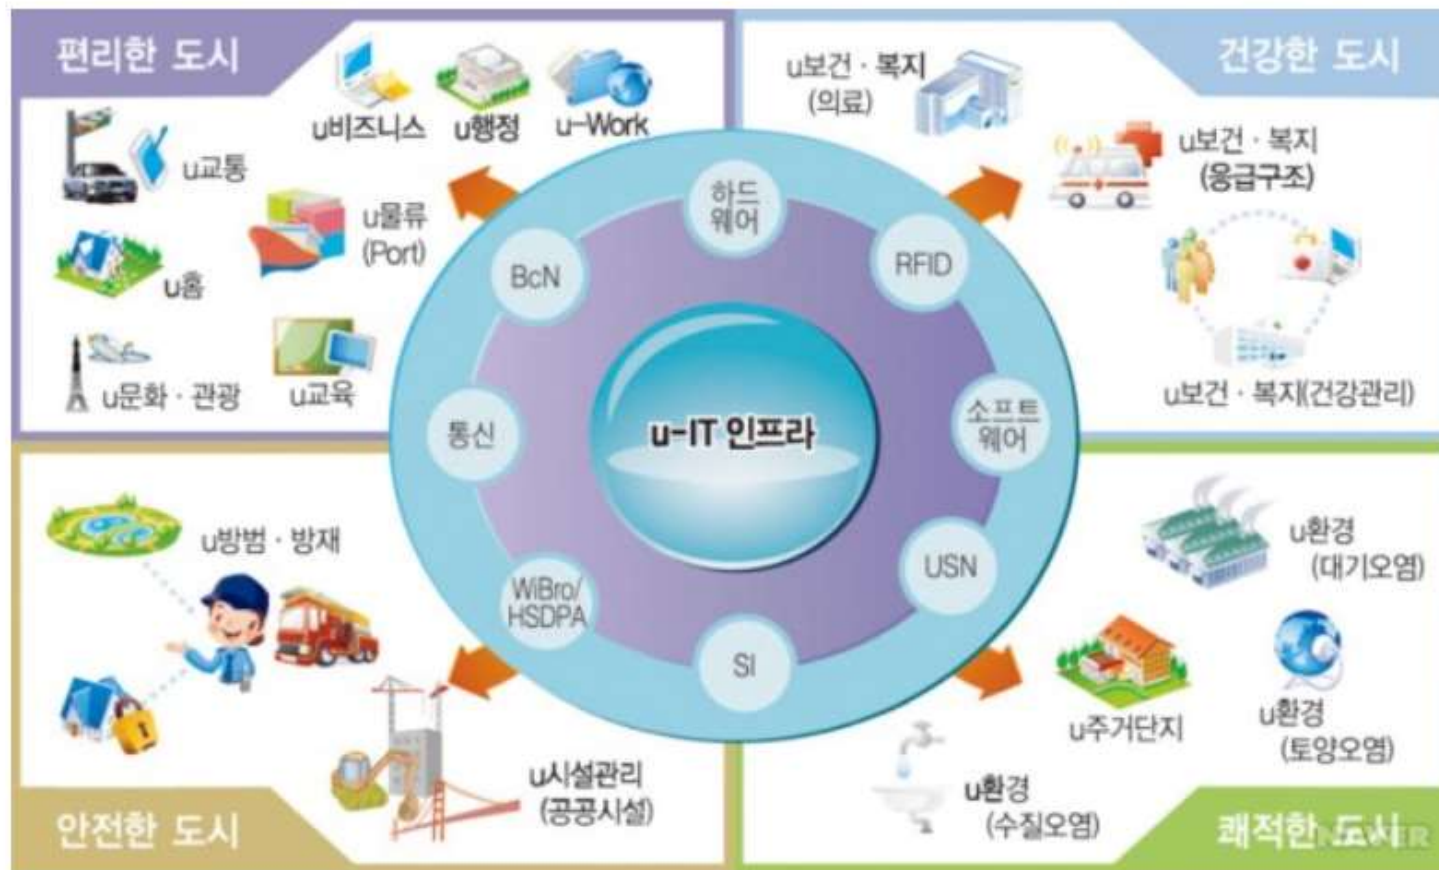 편리한 도시
u비즈니스
u행정
u-Work
u교통
u물류
(Port)
u홈
u문화 · 관광
u교육
건강한 도시
u보건 · 복지
(의료)
u보건 · 복지
(응급구조)
u보건 · 복지(건강관리)
하드
웨어
BcN
RFID
통신
u-IT 인프라
소프트
웨어
WiBro/
HSDPA
USN
SI
u방범 · 방재
u시설관리
(공공시설)
안전한 도시
u환경
(대기오염)
u주거단지
u환경
(토양오염)
u환경
(수질오염)
쾌적한 도시